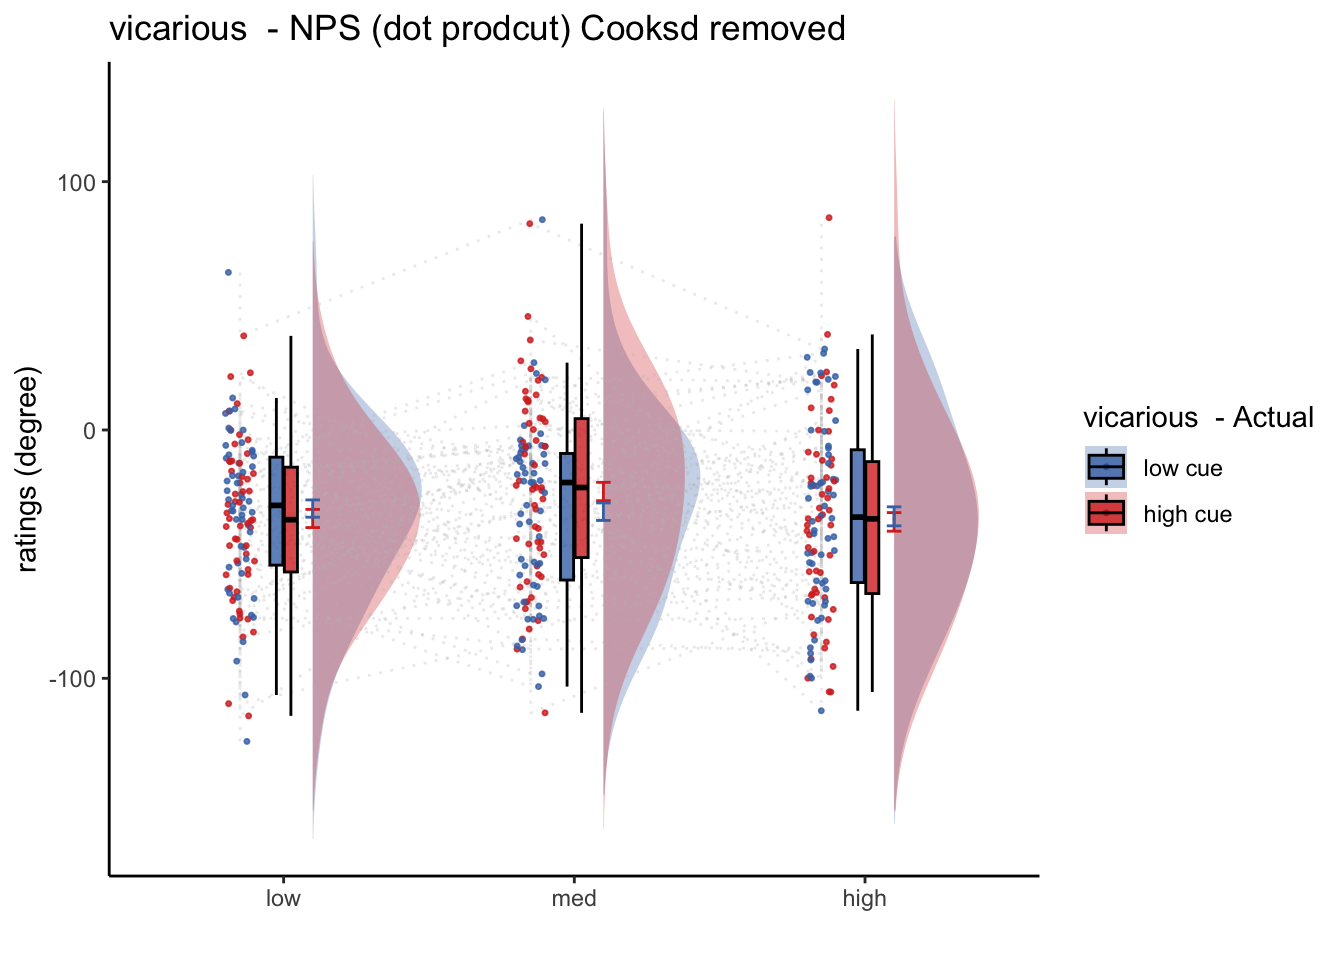 vicarious  - NPS (dot prodcut) Cooksd removed
ratings (degree)
100
0
-100
low
med
high
vicarious  - Actual
low cue
high cue